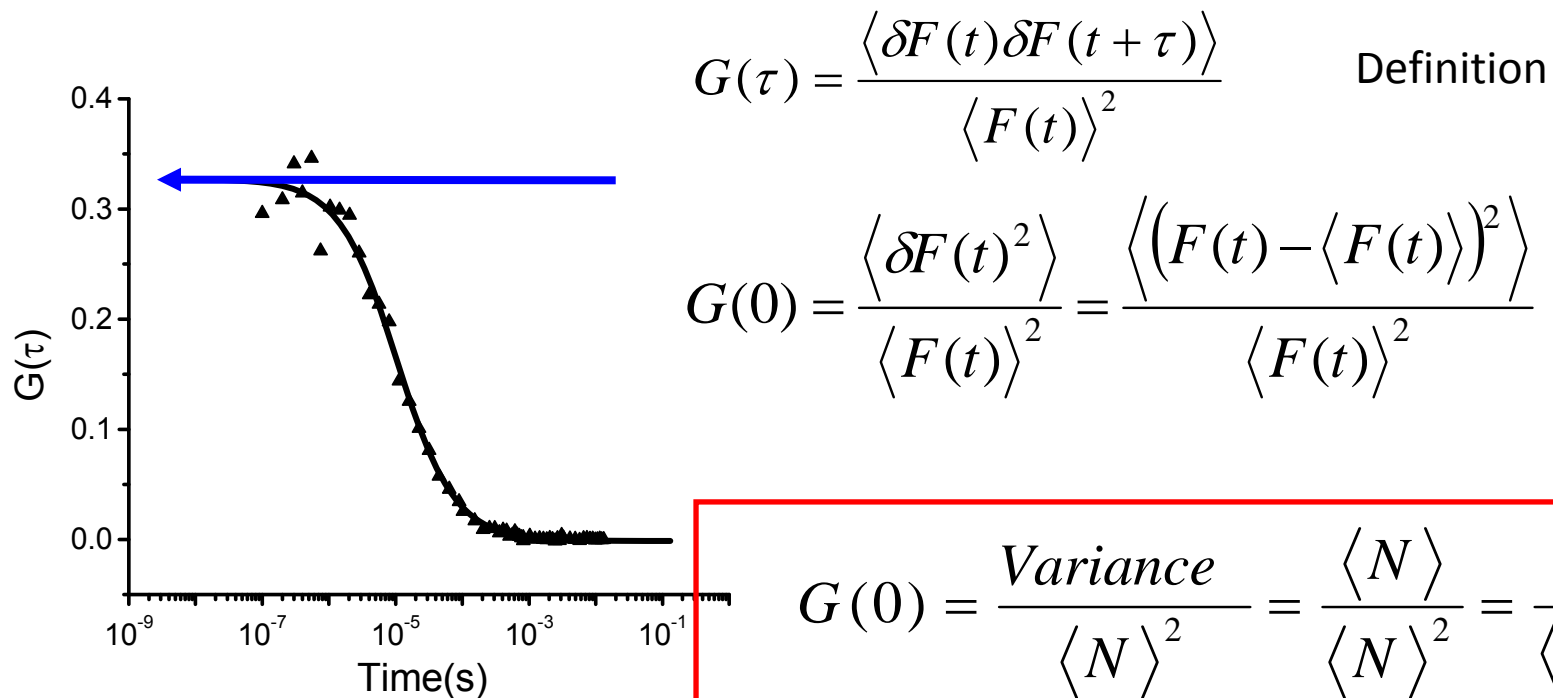 G(τ) = ⟨δF(t)δF(t + τ)⟩ / ⟨F(t)⟩²
Definition
G(0) = ⟨δF(t)²⟩ / ⟨F(t)⟩² = ⟨(F(t) − ⟨F(t)⟩)²⟩ / ⟨F(t)⟩²
G(0) = Variance / ⟨N⟩² = ⟨N⟩ / ⟨N⟩² =
G(τ)
0.4
0.3
0.2
0.1
0.0
10⁻⁹ 10⁻⁷ 10⁻⁵ 10⁻³ 10⁻¹
Time(s)